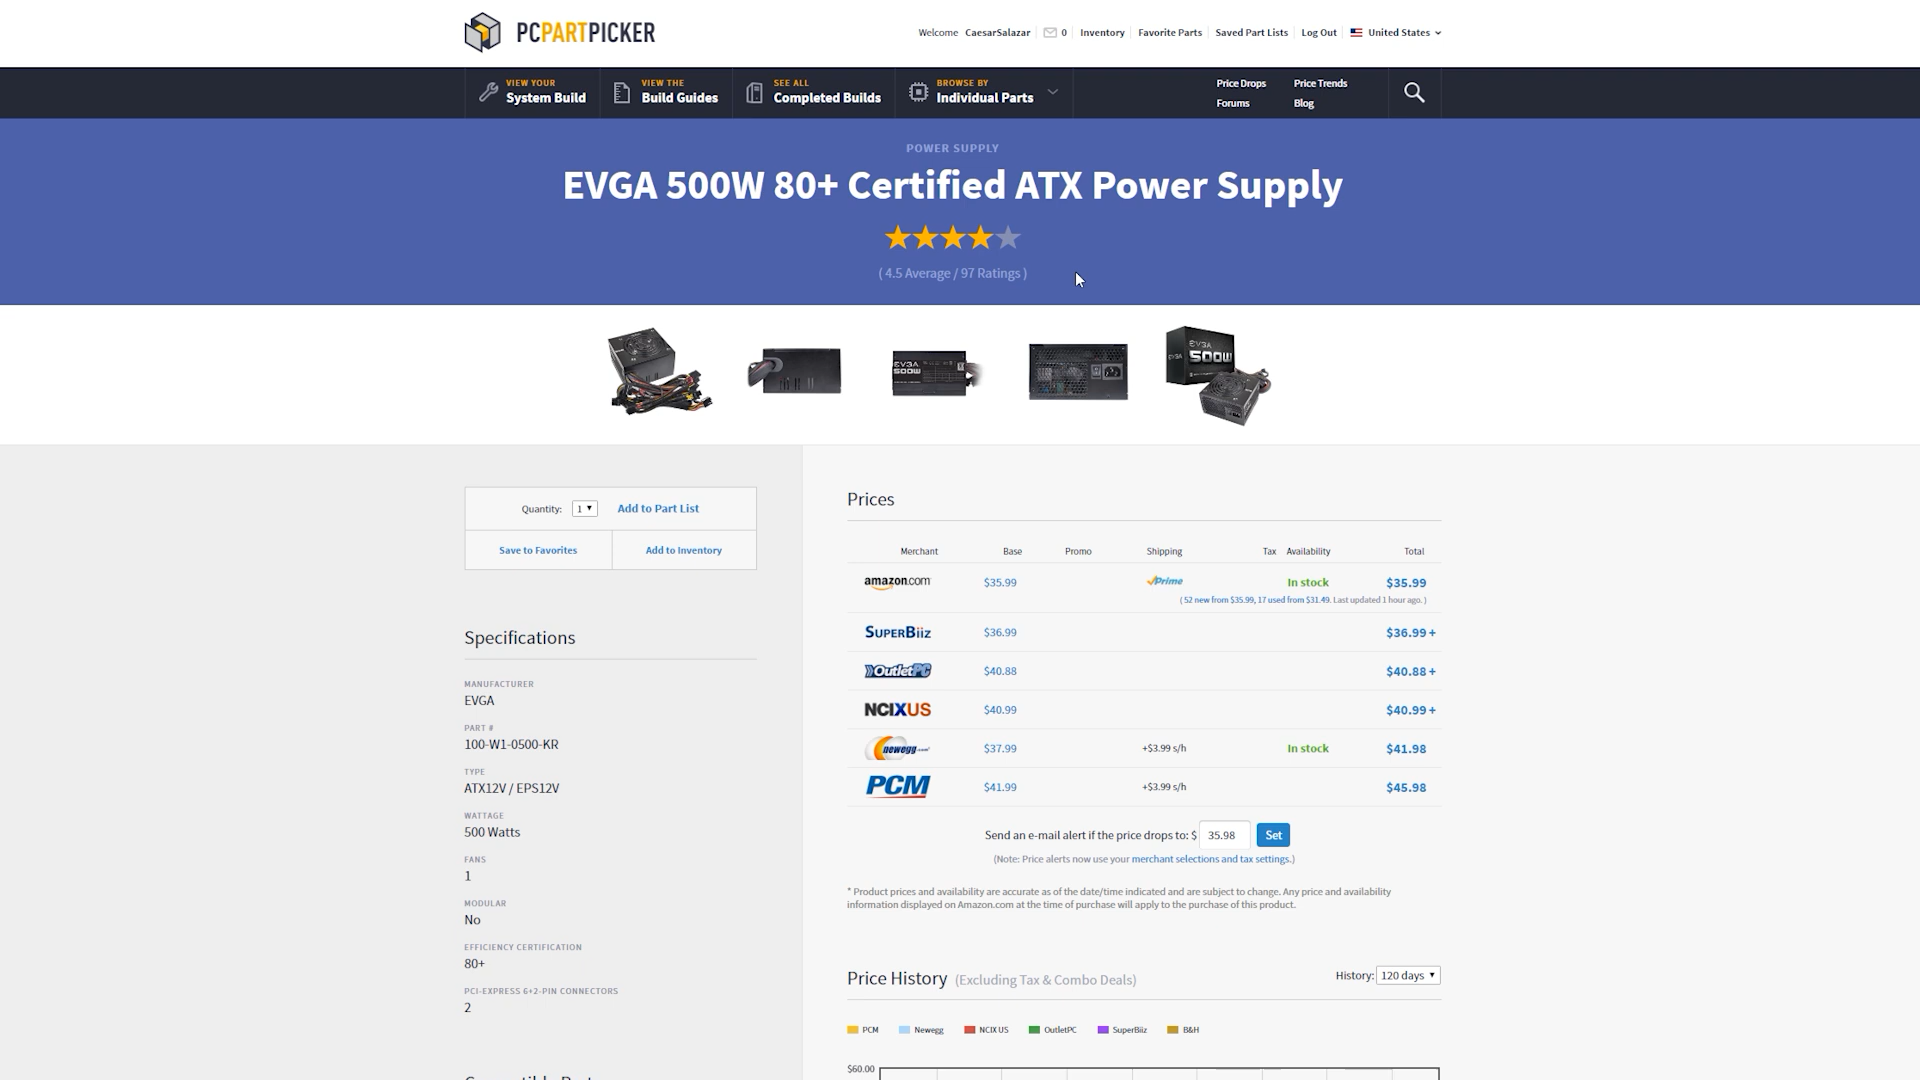 PCPARTPICKER
Welcome CaesarSalazar 0 Inventory Favorite Parts Saved Part Lists Log Out United States
VIEW YOUR
System Build
VIEW THE
Build Guides
SEE ALL
Completed Builds
BROWSE BY
Individual Parts
Price Drops Price Trends
Forums Blog
POWER SUPPLY
EVGA 500W 80+ Certified ATX Power Supply
( 4.5 Average / 97 Ratings )
EVGA
500W
EVGA
EVGA
500W
Quantity: 1 Add to Part List
Save to Favorites Add to Inventory
Specifications
MANUFACTURER
EVGA
PART #
100-W1-0500-KR
TYPE
ATX12V / EPS12V
WATTAGE
500 Watts
FANS
1
MODULAR
No
EFFICIENCY CERTIFICATION
80+
PCI-EXPRESS 6+2-PIN CONNECTORS
2
Prices
Merchant Base Promo Shipping Tax Availability Total
amazon.com $35.99 Prime In stock $35.99
( 52 new from $35.99, 17 used from $31.49. Last updated 1 hour ago. )
SUPERBiiZ $36.99 $36.99 +
OutletPC $40.88 $40.88 +
NCIXUS $40.99 $40.99 +
newegg.com $37.99 +$3.99 s/h In stock $41.98
PCM $41.99 +$3.99 s/h $45.98
Send an e-mail alert if the price drops to: $ 35.98 Set
(Note: Price alerts now use your merchant selections and tax settings.)
* Product prices and availability are accurate as of the date/time indicated and are subject to change. Any price and availability
information displayed on Amazon.com at the time of purchase will apply to the purchase of this product.
Price History (Excluding Tax & Combo Deals) History: 120 days
PCM Newegg NCIX US OutletPC SuperBiiz B&H
$60.00